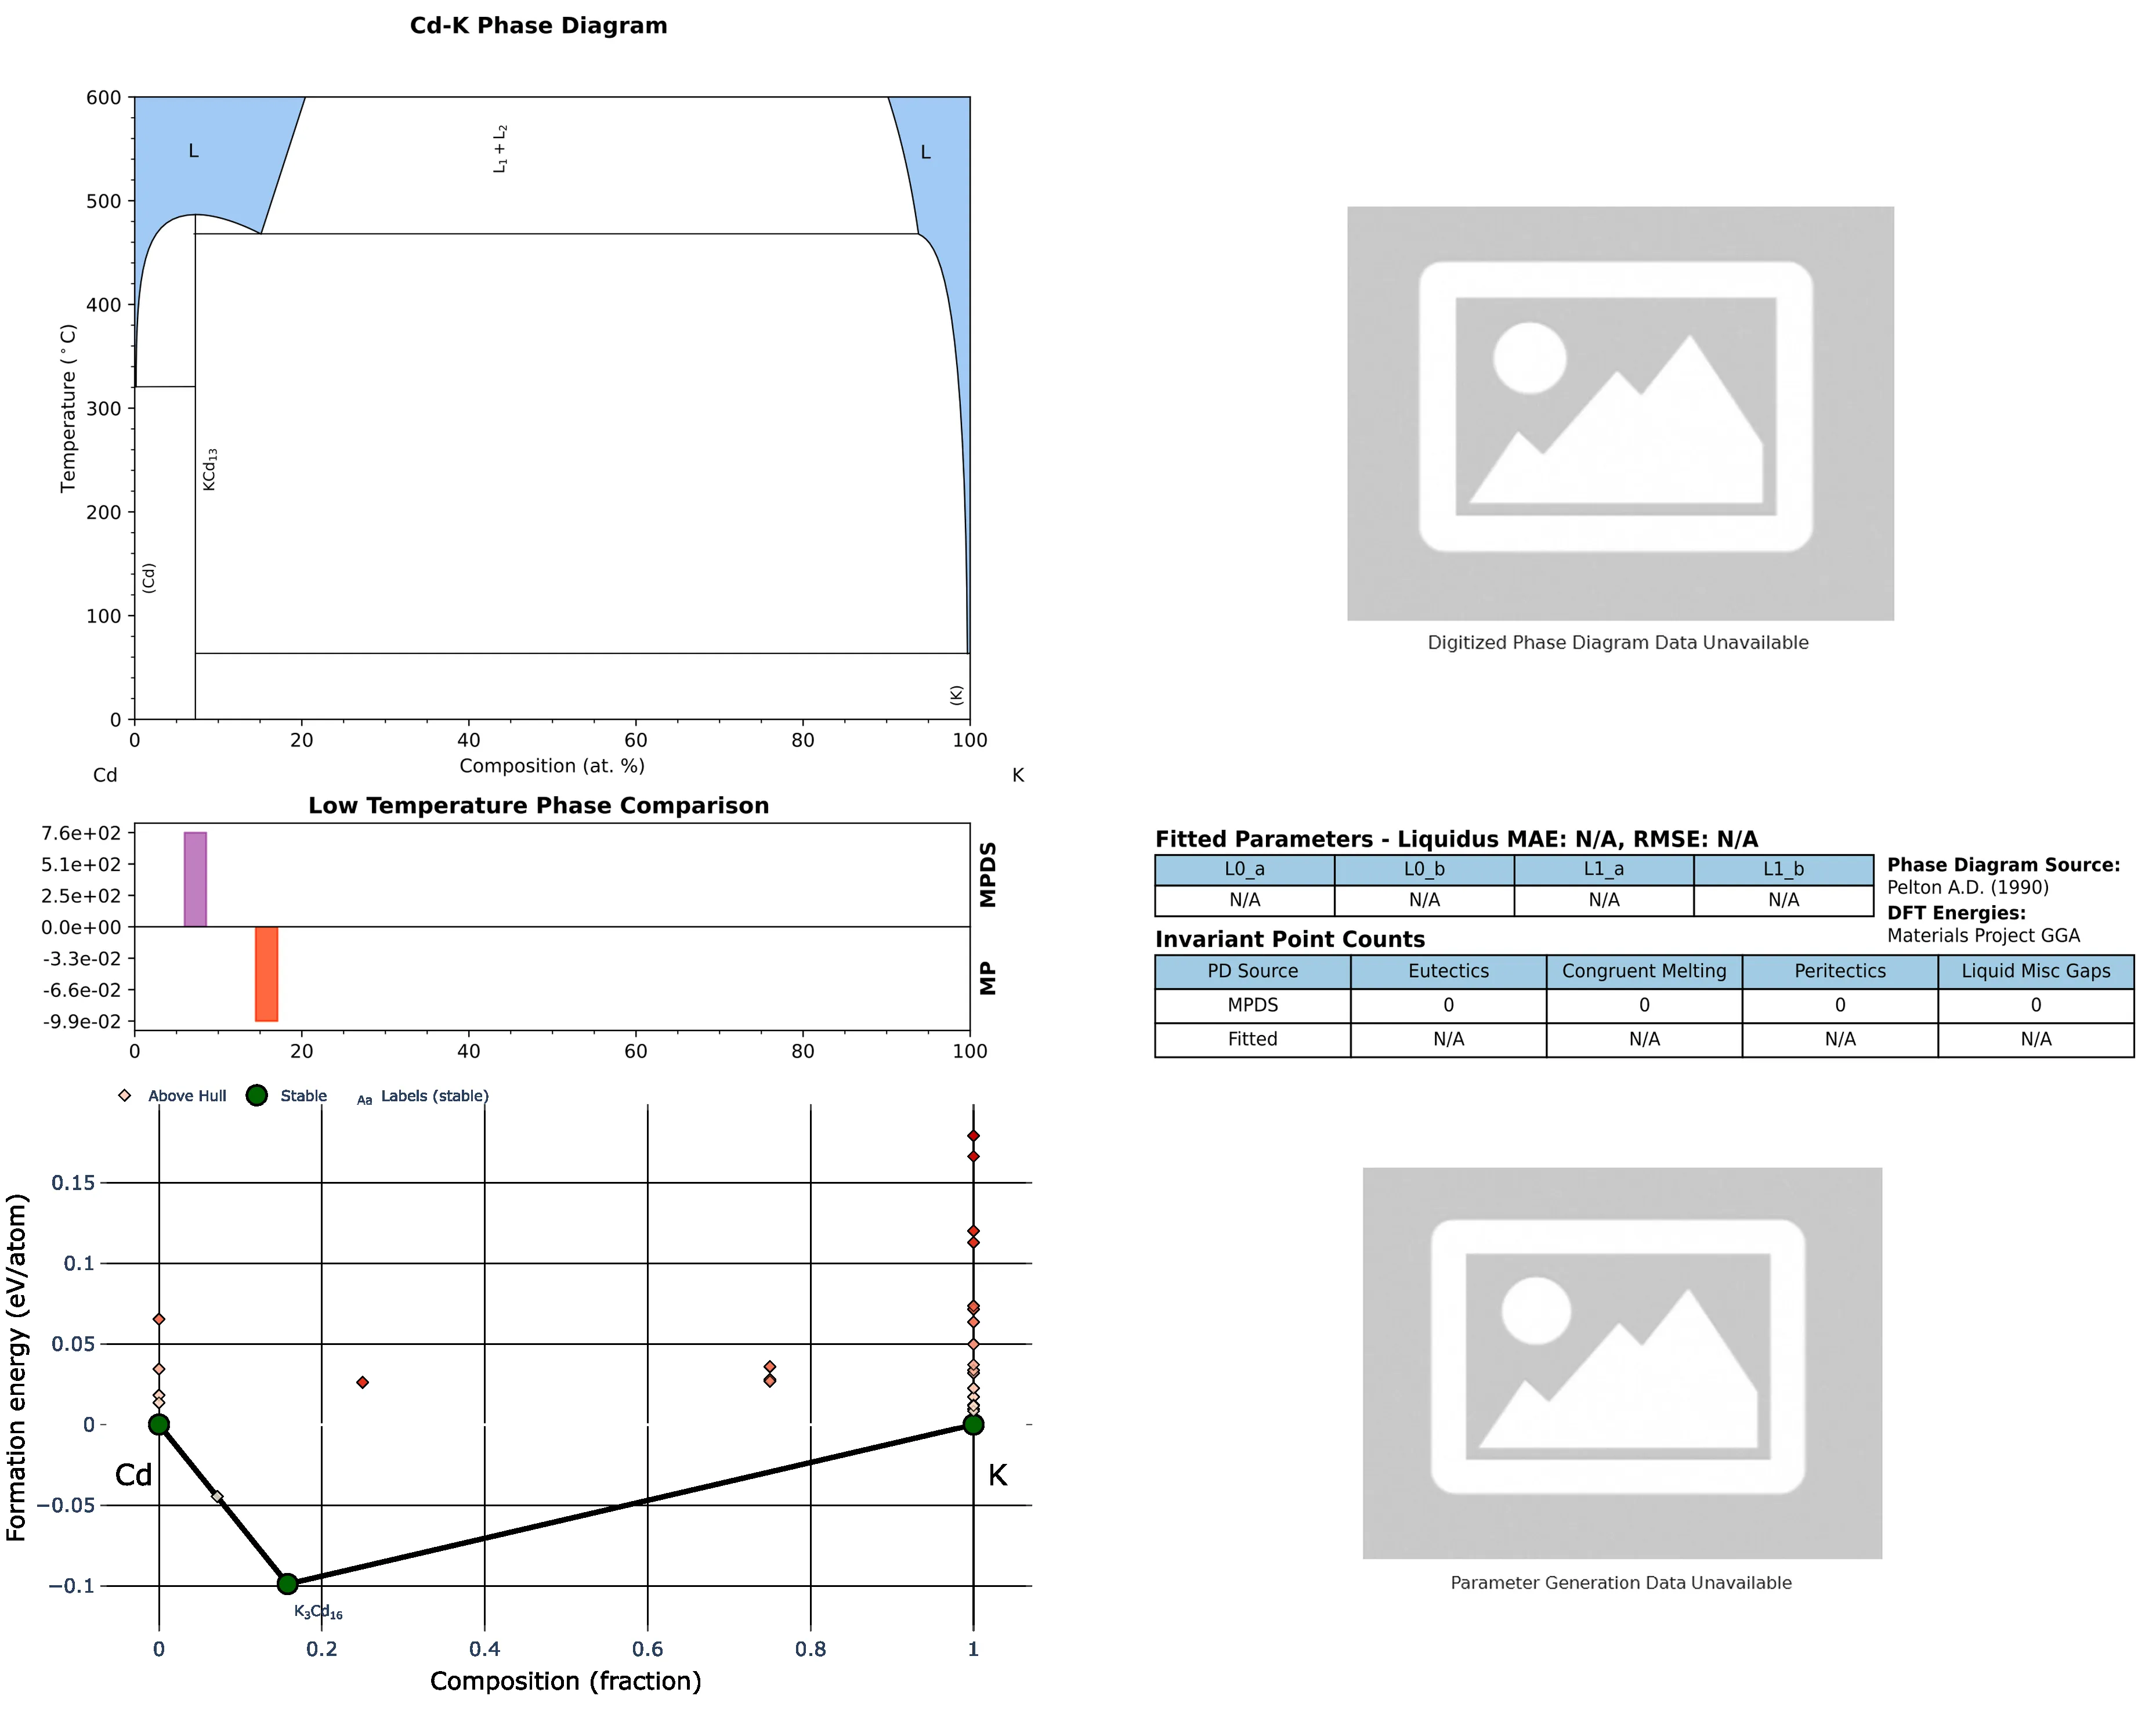 Cd-K Phase Diagram
600
500
400
300
200
100
0
Temperature (°C)
L
L₁ + L₂
L
KCd₁₃
(Cd)
(K)
0 20 40 60 80 100
Composition (at. %)
Cd K
Digitized Phase Diagram Data Unavailable
Low Temperature Phase Comparison
7.6e+02
5.1e+02
2.5e+02
0.0e+00
-3.3e-02
-6.6e-02
-9.9e-02
MPDS
MP
0 20 40 60 80 100
Fitted Parameters - Liquidus MAE: N/A, RMSE: N/A
L0_a L0_b L1_a L1_b
N/A N/A N/A N/A
Phase Diagram Source:
Pelton A.D. (1990)
DFT Energies:
Materials Project GGA
Invariant Point Counts
PD Source Eutectics Congruent Melting Peritectics Liquid Misc Gaps
MPDS 0 0 0 0
Fitted N/A N/A N/A N/A
Above Hull Stable Aa Labels (stable)
0.15
0.1
0.05
0
−0.05
−0.1
Formation energy (eV/atom)
Cd
K
K₃Cd₁₆
0 0.2 0.4 0.6 0.8 1
Composition (fraction)
Parameter Generation Data Unavailable